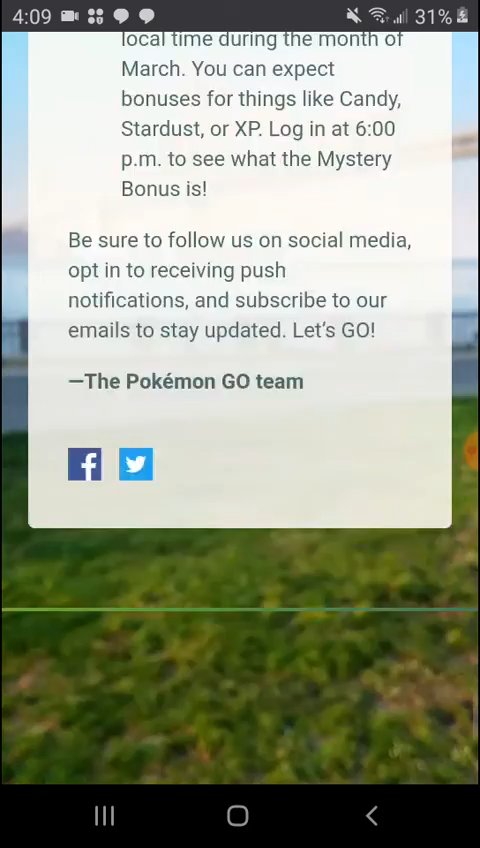 4:09
31%
local time during the month of
March. You can expect
bonuses for things like Candy,
Stardust, or XP. Log in at 6:00
p.m. to see what the Mystery
Bonus is!
Be sure to follow us on social media,
opt in to receiving push
notifications, and subscribe to our
emails to stay updated. Let’s GO!
—The Pokémon GO team